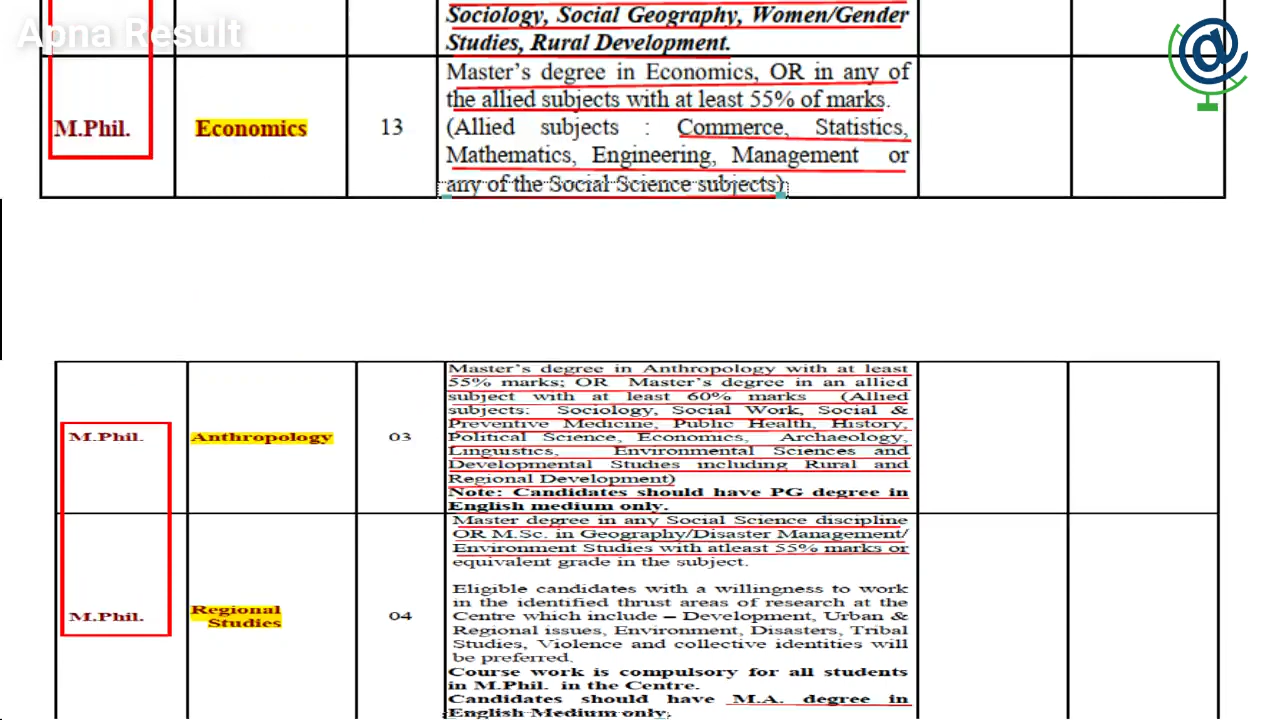 Apna Result
Sociology, Social Geography, Women/Gender
Studies, Rural Development.
M.Phil.
Economics
13
Master's degree in Economics, OR in any of
the allied subjects with at least 55% of marks.
(Allied subjects : Commerce, Statistics,
Mathematics, Engineering, Management or
any of the Social Science subjects)
M.Phil.
Anthropology
03
Master's degree in Anthropology with at least
55% marks; OR Master's degree in an allied
subject with at least 60% marks (Allied
subjects: Sociology, Social Work, Social &
Preventive Medicine, Public Health, History,
Political Science, Economics, Archaeology,
Linguistics, Environmental Sciences and
Developmental Studies including Rural and
Regional Development)
Note: Candidates should have PG degree in
English medium only.
M.Phil.
Regional
Studies
04
Master degree in any Social Science discipline
OR M.Sc. in Geography/Disaster Management/
Environment Studies with atleast 55% marks or
equivalent grade in the subject.
Eligible candidates with a willingness to work
in the identified thrust areas of research at the
Centre which include – Development, Urban &
Regional issues, Environment, Disasters, Tribal
Studies, Violence and collective identities will
be preferred.
Course work is compulsory for all students
in M.Phil. in the Centre.
Candidates should have M.A. degree in
English Medium only.